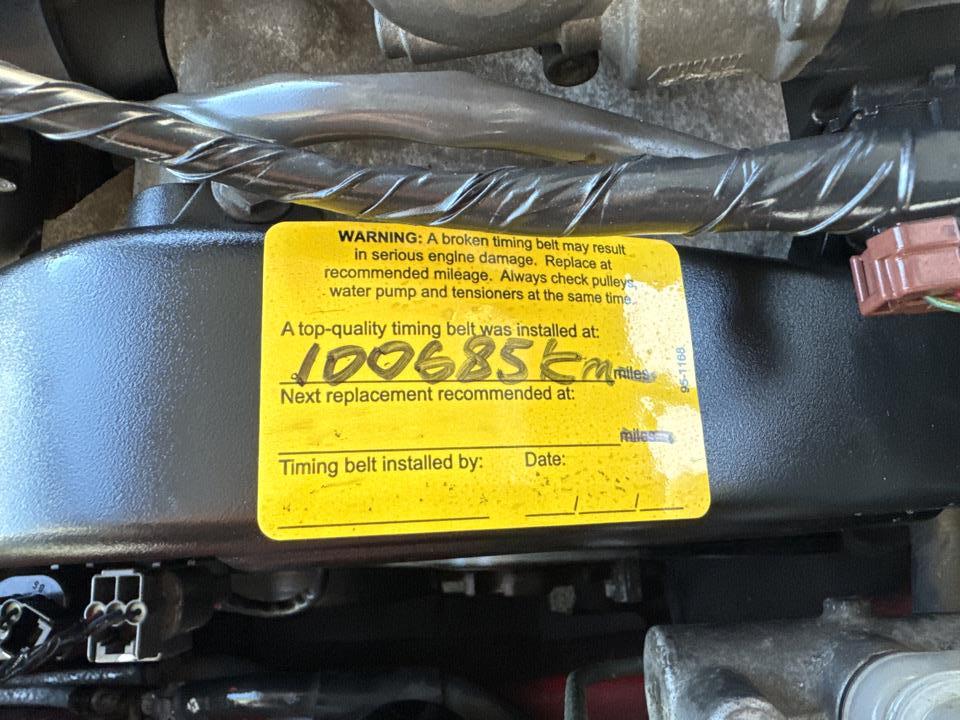 WARNING: A broken timing belt may result
in serious engine damage. Replace at
recommended mileage. Always check pulleys,
water pump and tensioners at the same time.
A top-quality timing belt was installed at:
100685 km miles
Next replacement recommended at:
miles
Timing belt installed by: Date:
/ /
95-1168